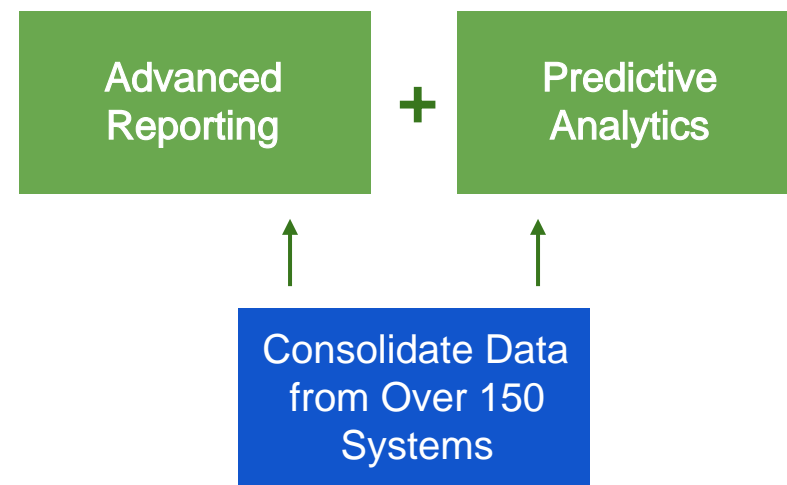 Advanced
Reporting
+
Predictive
Analytics
Consolidate Data
from Over 150
Systems